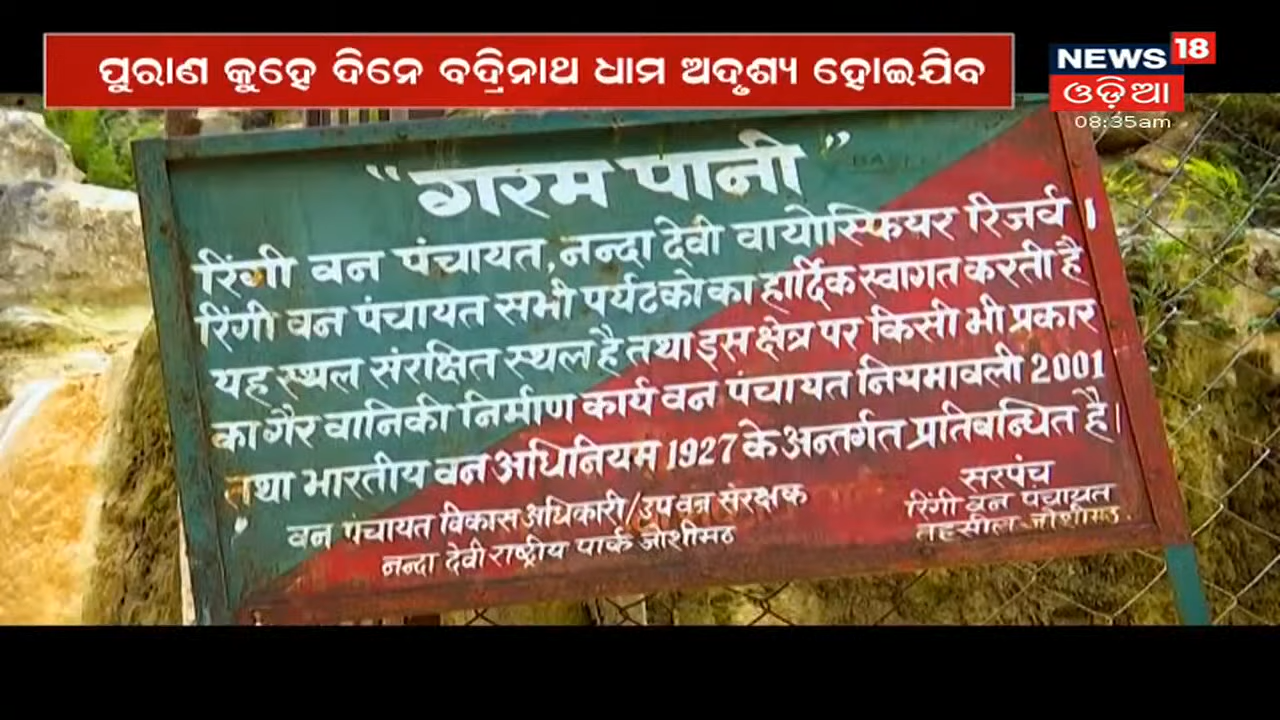 ପୁରାଣ କୁହେ ଦିନେ ବଦ୍ରିନାଥ ଧାମ ଅଦୃଶ୍ୟ ହୋଇଯିବ
NEWS 18
ଓଡ଼ିଆ
08:35am
“गरम पानी”
रिंगी वन पंचायत, नन्दा देवी वायोस्फियर रिजर्व ।
रिंगी वन पंचायत सभी पर्यटको का हार्दिक स्वागत करती है
यह स्थल संरक्षित स्थल है तथा इस क्षेत्र पर किसी भी प्रकार
का गैर वानिकी निर्माण कार्य वन पंचायत नियमावली 2001
तथा भारतीय वन अधिनियम 1927 के अन्तर्गत प्रतिबन्धित है।
वन पंचायत विकास अधिकारी/उप वन संरक्षक
नन्दा देवी राष्ट्रीय पार्क जोशीमठ
सरपंच
रिंगी वन पंचायत
तहसील जोशीमठ.